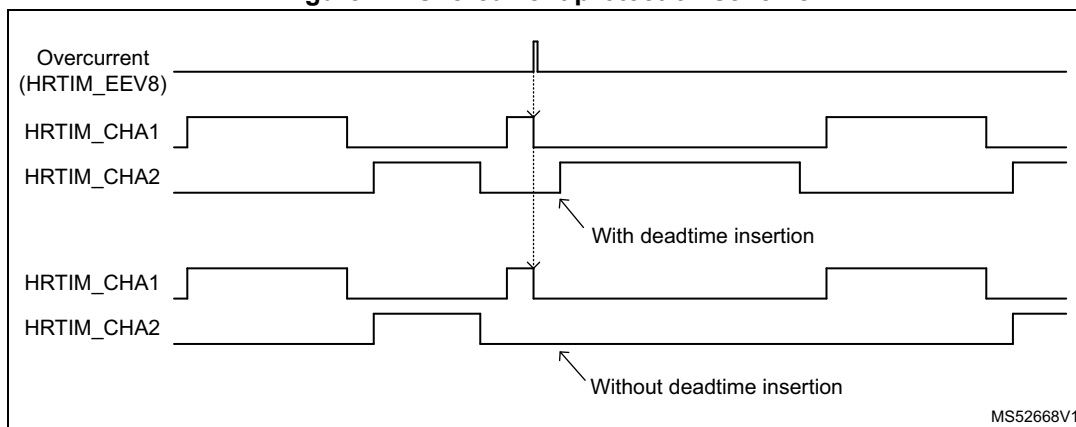 Overcurrent
(HRTIM_EEV8)
HRTIM_CHA1
HRTIM_CHA2
With deadtime insertion
HRTIM_CHA1
HRTIM_CHA2
Without deadtime insertion
MS52668V1